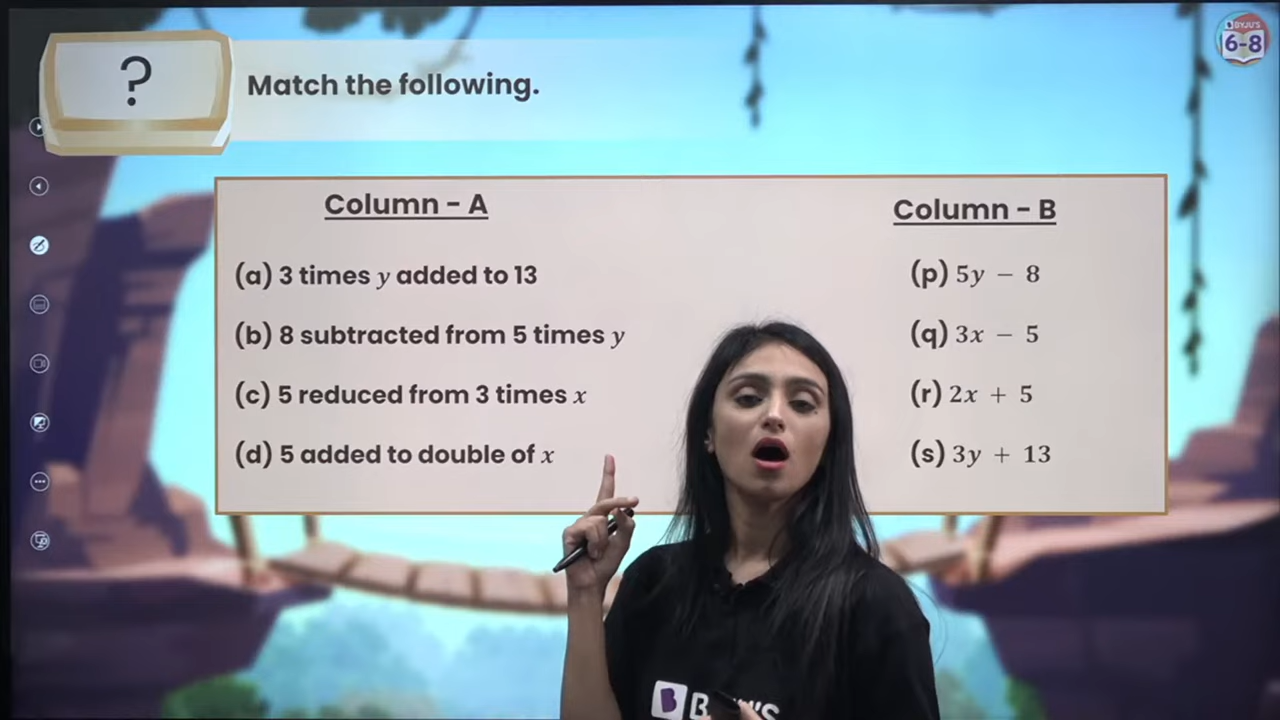 ?
Match the following.
BYJU'S
6-8
Column - A
Column - B
(a) 3 times y added to 13
(p) 5y − 8
(b) 8 subtracted from 5 times y
(q) 3x − 5
(c) 5 reduced from 3 times x
(r) 2x + 5
(d) 5 added to double of x
(s) 3y + 13